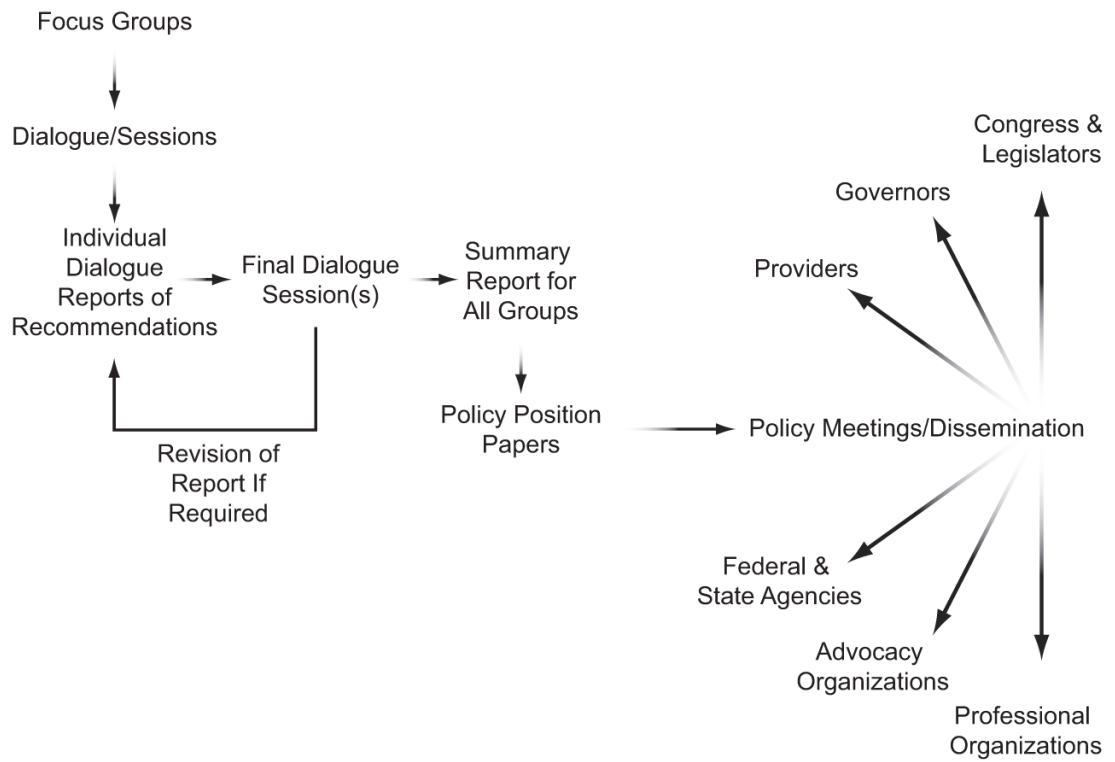 Focus Groups
Dialogue/Sessions
Individual
Dialogue
Reports of
Recommendations
Final Dialogue
Session(s)
Revision of
Report If
Required
Summary
Report for
All Groups
Policy Position
Papers
Policy Meetings/Dissemination
Providers
Governors
Congress &
Legislators
Federal &
State Agencies
Advocacy
Organizations
Professional
Organizations